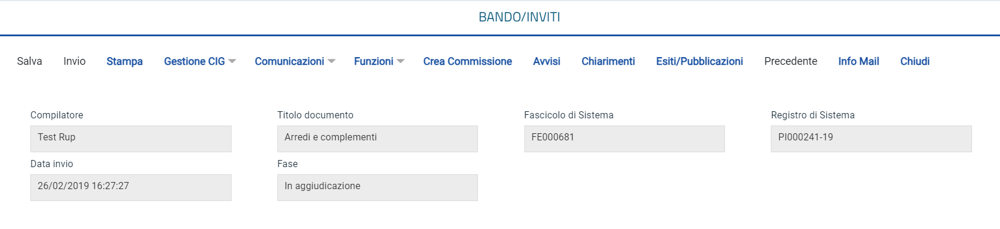 BANDO/INVITI
Salva Invio Stampa Gestione CIG Comunicazioni Funzioni Crea Commissione Avvisi Chiarimenti Esiti/Pubblicazioni Precedente Info Mail Chiudi
Compilatore Titolo documento Fascicolo di Sistema Registro di Sistema
Test Rup Arredi e complementi FE000681 PI000241-19
Data invio Fase
26/02/2019 16:27:27 In aggiudicazione